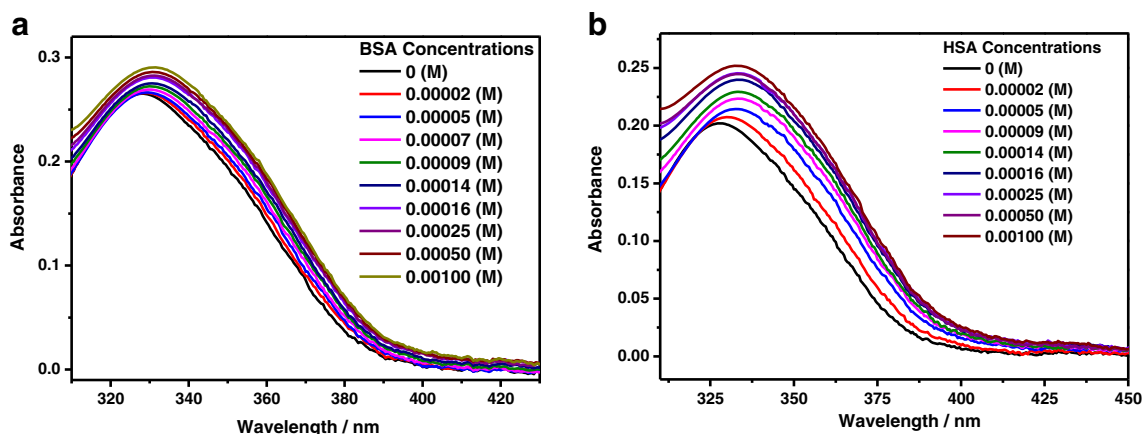 a
BSA Concentrations
0 (M)
0.00002 (M)
0.00005 (M)
0.00007 (M)
0.00009 (M)
0.00014 (M)
0.00016 (M)
0.00025 (M)
0.00050 (M)
0.00100 (M)
0.3
0.2
0.1
0.0
Absorbance
320 340 360 380 400 420
Wavelength / nm
b
HSA Concentrations
0 (M)
0.00002 (M)
0.00005 (M)
0.00009 (M)
0.00014 (M)
0.00016 (M)
0.00025 (M)
0.00050 (M)
0.00100 (M)
0.25
0.20
0.15
0.10
0.05
0.00
Absorbance
325 350 375 400 425 450
Wavelength / nm